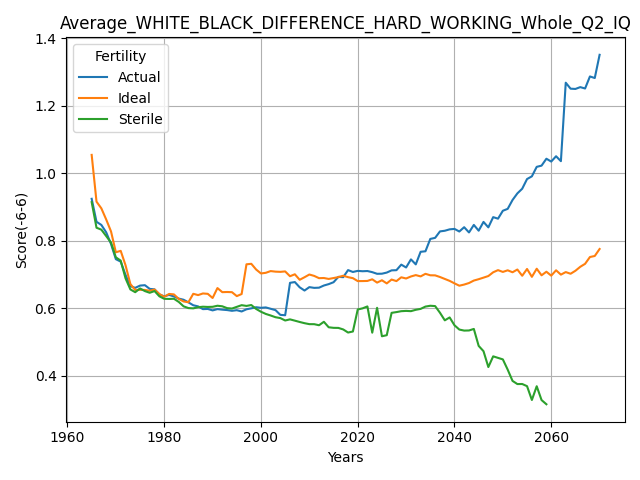 Average_WHITE_BLACK_DIFFERENCE_HARD_WORKING_Whole_Q2_IQ
1.4
1.2
1.0
0.8
0.6
0.4
Score(-6-6)
Fertility
Actual
Ideal
Sterile
1960 1980 2000 2020 2040 2060
Years